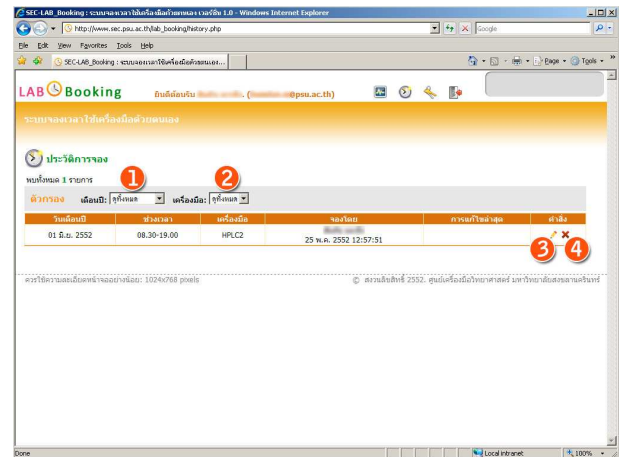 SEC-LAB_Booking : ระบบจองเวลาใช้เครื่องมือด้วยตนเอง เวอร์ชั่น 1.0 - Windows Internet Explorer
http://www.sec.psu.ac.th/lab_booking/history.php
Google
File Edit View Favorites Tools Help
SEC-LAB_Booking : ระบบจองเวลาใช้เครื่องมือด้วยตนเอง...
Page Tools
LAB Booking
ยินดีต้อนรับ . ( @psu.ac.th)
ระบบจองเวลาใช้เครื่องมือด้วยตนเอง
ประวัติการจอง
พบทั้งหมด 1 รายการ
1 2
ตัวกรอง เดือนปี: ดูทั้งหมด เครื่องมือ: ดูทั้งหมด
วันเดือนปี ช่วงเวลา เครื่องมือ จองโดย การแก้ไขล่าสุด คำสั่ง
01 มิ.ย. 2552 08.30-19.00 HPLC2
25 พ.ค. 2552 12:57:51
3 4
ควรใช้ความละเอียดหน้าจออย่างน้อย: 1024x768 pixels © สงวนลิขสิทธิ์ 2552. ศูนย์เครื่องมือวิทยาศาสตร์ มหาวิทยาลัยสงขลานครินทร์
Done Local intranet 100%